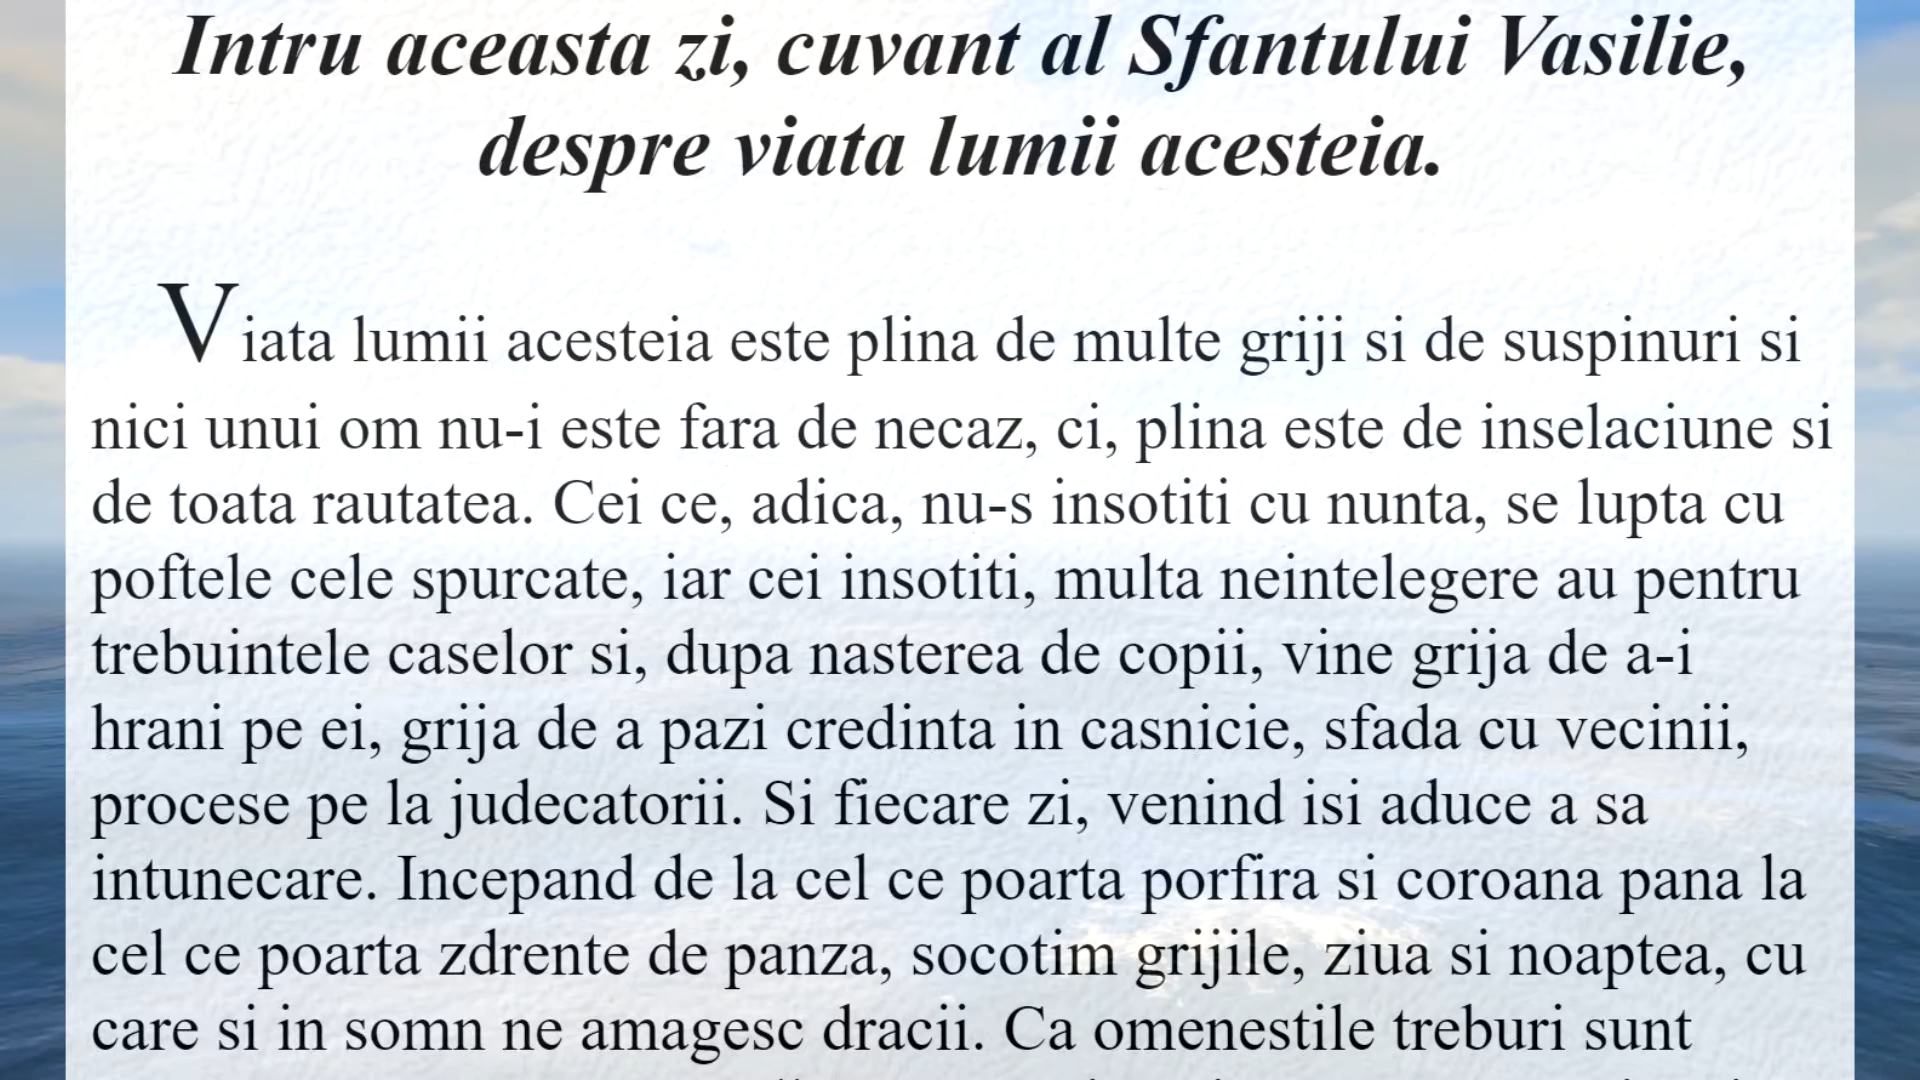 Intru aceasta zi, cuvant al Sfantului Vasilie,
despre viata lumii acesteia.
Viata lumii acesteia este plina de multe griji si de suspinuri si
nici unui om nu-i este fara de necaz, ci, plina este de inselaciune si
de toata rautatea. Cei ce, adica, nu-s insotiti cu nunta, se lupta cu
poftele cele spurcate, iar cei insotiti, multa neintelegere au pentru
trebuintele caselor si, dupa nasterea de copii, vine grija de a-i
hrani pe ei, grija de a pazi credinta in casnicie, sfada cu vecinii,
procese pe la judecatorii. Si fiecare zi, venind isi aduce a sa
intunecare. Incepand de la cel ce poarta porfira si coroana pana la
cel ce poarta zdrente de panza, socotim grijile, ziua si noaptea, cu
care si in somn ne amagesc dracii. Ca omenestile treburi sunt